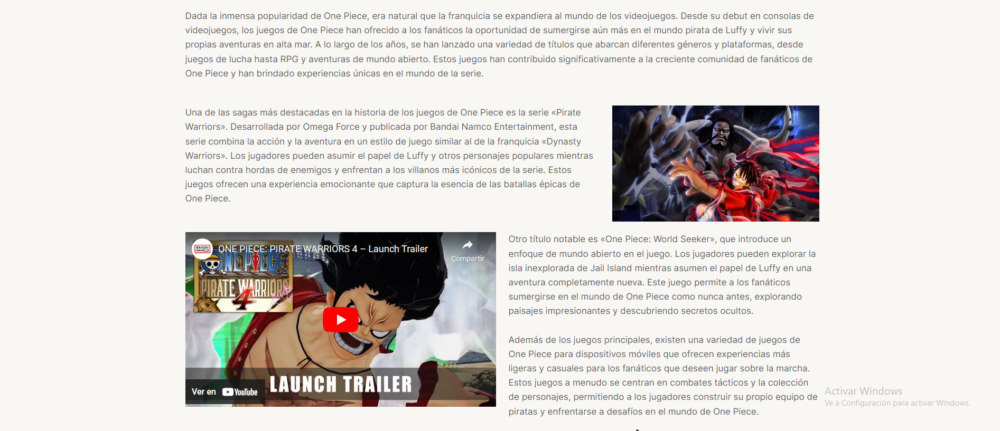 Dada la inmensa popularidad de One Piece, era natural que la franquicia se expandiera al mundo de los videojuegos. Desde su debut en consolas de
videojuegos, los juegos de One Piece han ofrecido a los fanáticos la oportunidad de sumergirse aún más en el mundo pirata de Luffy y vivir sus
propias aventuras en alta mar. A lo largo de los años, se han lanzado una variedad de títulos que abarcan diferentes géneros y plataformas, desde
juegos de lucha hasta RPG y aventuras de mundo abierto. Estos juegos han contribuido significativamente a la creciente comunidad de fanáticos de
One Piece y han brindado experiencias únicas en el mundo de la serie.
Una de las sagas más destacadas en la historia de los juegos de One Piece es la serie «Pirate
Warriors». Desarrollada por Omega Force y publicada por Bandai Namco Entertainment, esta
serie combina la acción y la aventura en un estilo de juego similar al de la franquicia «Dynasty
Warriors». Los jugadores pueden asumir el papel de Luffy y otros personajes populares mientras
luchan contra hordas de enemigos y enfrentan a los villanos más icónicos de la serie. Estos
juegos ofrecen una experiencia emocionante que captura la esencia de las batallas épicas de
One Piece.
BANDAI
NAMCO
ONE PIECE: PIRATE WARRIORS 4 – Launch Trailer
Compartir
ONE PIECE
PIRATE WARRIORS
4
LAUNCH TRAILER
Ver en YouTube
Otro título notable es «One Piece: World Seeker», que introduce un
enfoque de mundo abierto en el juego. Los jugadores pueden explorar la
isla inexplorada de Jail Island mientras asumen el papel de Luffy en una
aventura completamente nueva. Este juego permite a los fanáticos
sumergirse en el mundo de One Piece como nunca antes, explorando
paisajes impresionantes y descubriendo secretos ocultos.
Además de los juegos principales, existen una variedad de juegos de
One Piece para dispositivos móviles que ofrecen experiencias más
ligeras y casuales para los fanáticos que deseen jugar sobre la marcha.
Estos juegos a menudo se centran en combates tácticos y la colección
de personajes, permitiendo a los jugadores construir su propio equipo de
piratas y enfrentarse a desafíos en el mundo de One Piece.
Activar Windows
Ve a Configuración para activar Windows.